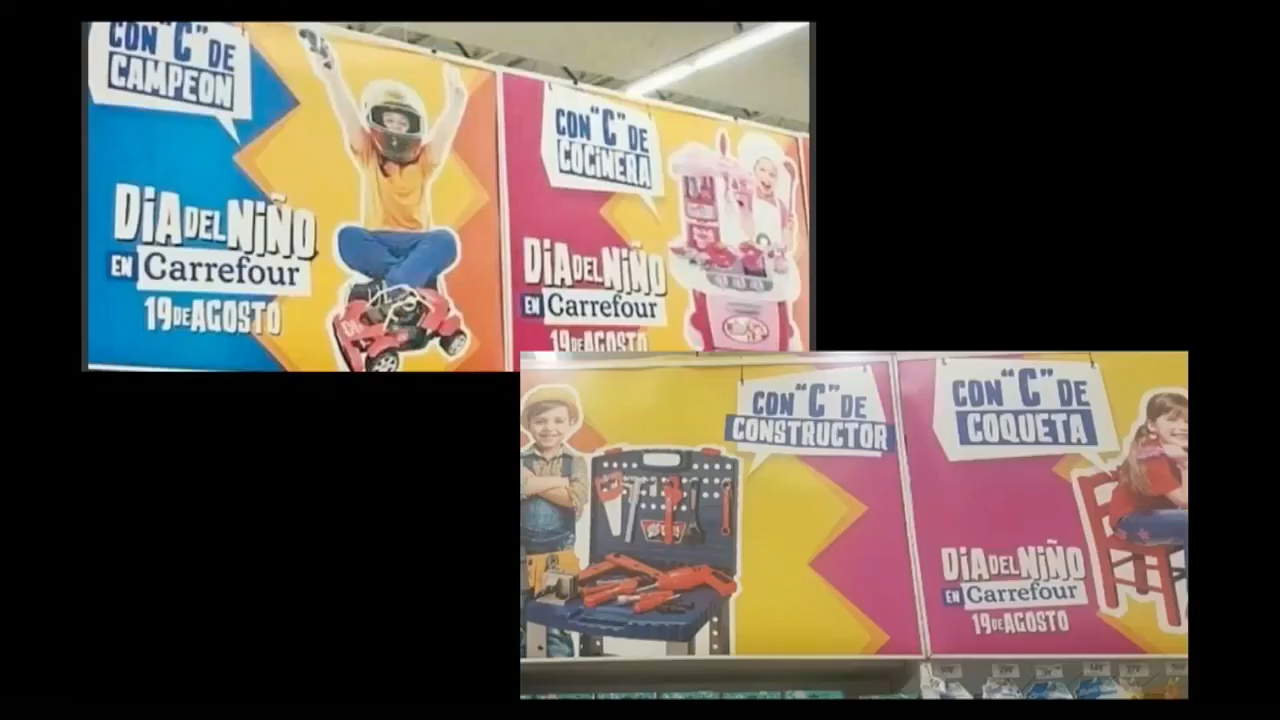 CON "C" DE
CAMPEON
DiA DEL NiÑO
EN Carrefour
19 DE AGOSTO
CON "C" DE
COCiNERA
DiA DEL NiÑO
EN Carrefour
19 DE AGOSTO
CON "C" DE
CONSTRUCTOR
CON "C" DE
COQUETA
DiA DEL NiÑO
EN Carrefour
19 DE AGOSTO